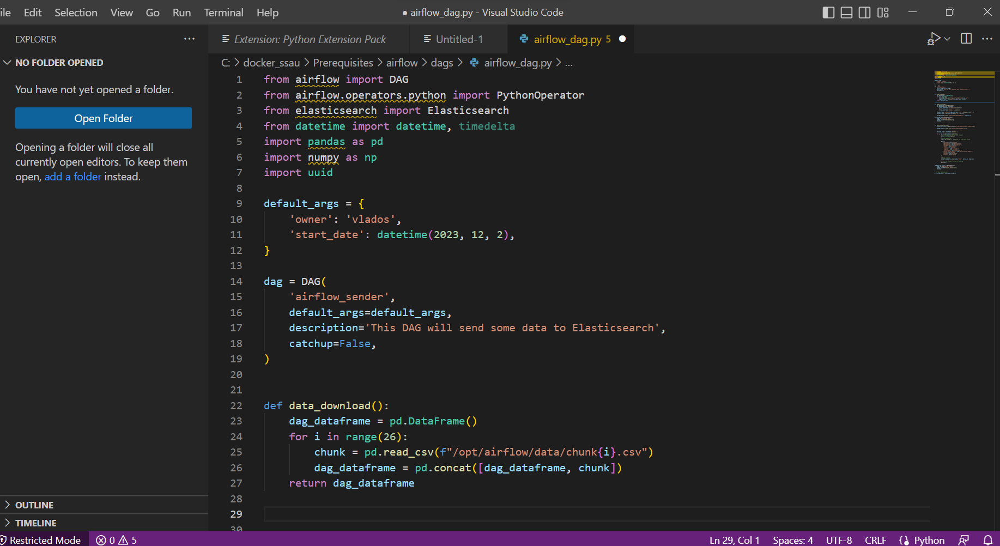 ile Edit Selection View Go Run Terminal Help
● airflow_dag.py - Visual Studio Code
EXPLORER ...
NO FOLDER OPENED
You have not yet opened a folder.
Open Folder
Opening a folder will close all
currently open editors. To keep them
open, add a folder instead.
OUTLINE
TIMELINE
Extension: Python Extension Pack
Untitled-1
airflow_dag.py 5 ●
C: > docker_ssau > Prerequisites > airflow > dags > airflow_dag.py > ...
1 from airflow import DAG
2 from airflow.operators.python import PythonOperator
3 from elasticsearch import Elasticsearch
4 from datetime import datetime, timedelta
5 import pandas as pd
6 import numpy as np
7 import uuid
8
9 default_args = {
10     'owner': 'vlados',
11     'start_date': datetime(2023, 12, 2),
12 }
13
14 dag = DAG(
15     'airflow_sender',
16     default_args=default_args,
17     description='This DAG will send some data to Elasticsearch',
18     catchup=False,
19 )
20
21
22 def data_download():
23     dag_dataframe = pd.DataFrame()
24     for i in range(26):
25         chunk = pd.read_csv(f"/opt/airflow/data/chunk{i}.csv")
26         dag_dataframe = pd.concat([dag_dataframe, chunk])
27     return dag_dataframe
28
29
30
Restricted Mode 0 5 Ln 29, Col 1 Spaces: 4 UTF-8 CRLF Python